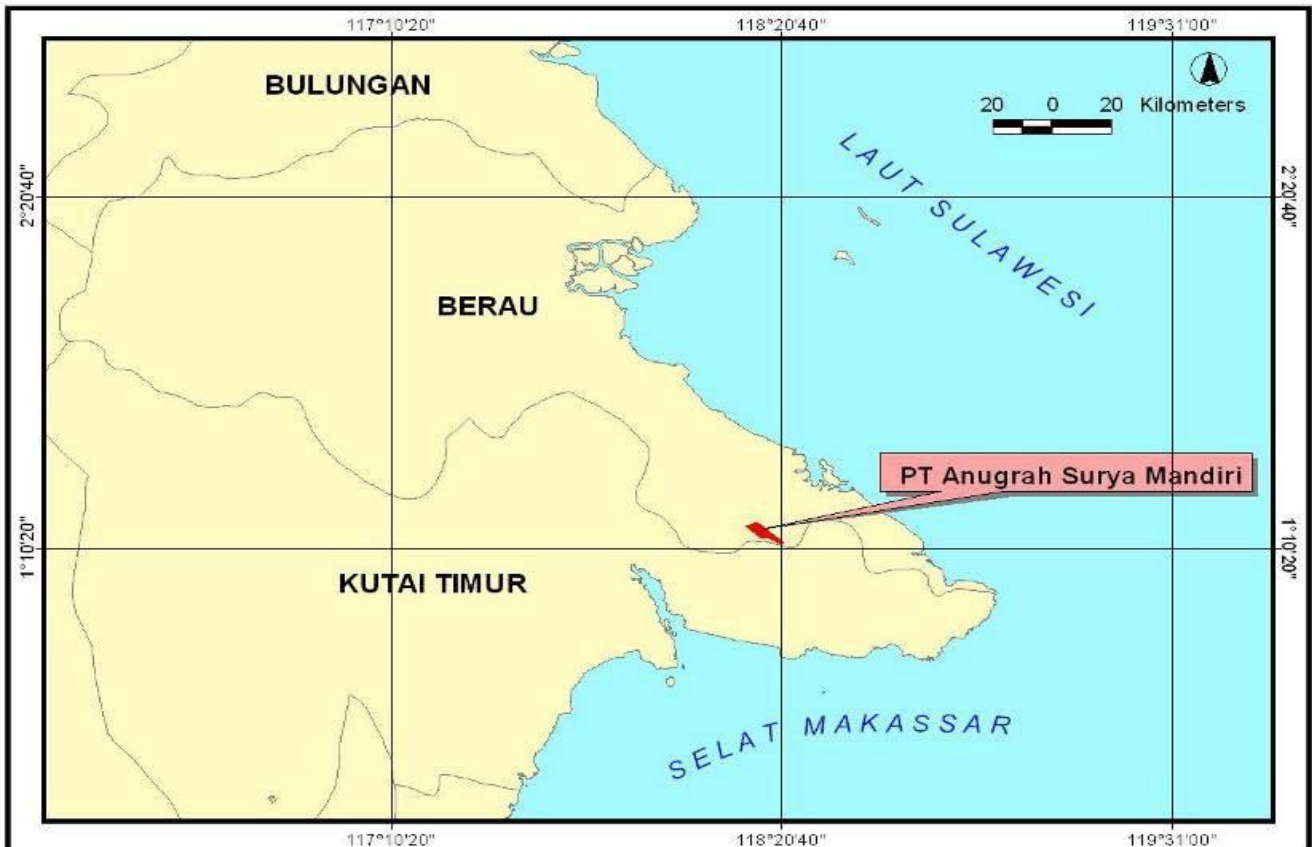 117°10'20"
118°20'40"
119°31'00"
BULUNGAN
20 0 20 Kilometers
LAUT SULAWESI
2°20'40"
2°20'40"
BERAU
PT Anugrah Surya Mandiri
1°10'20"
1°10'20"
KUTAI TIMUR
SELAT MAKASSAR
117°10'20"
118°20'40"
119°31'00"